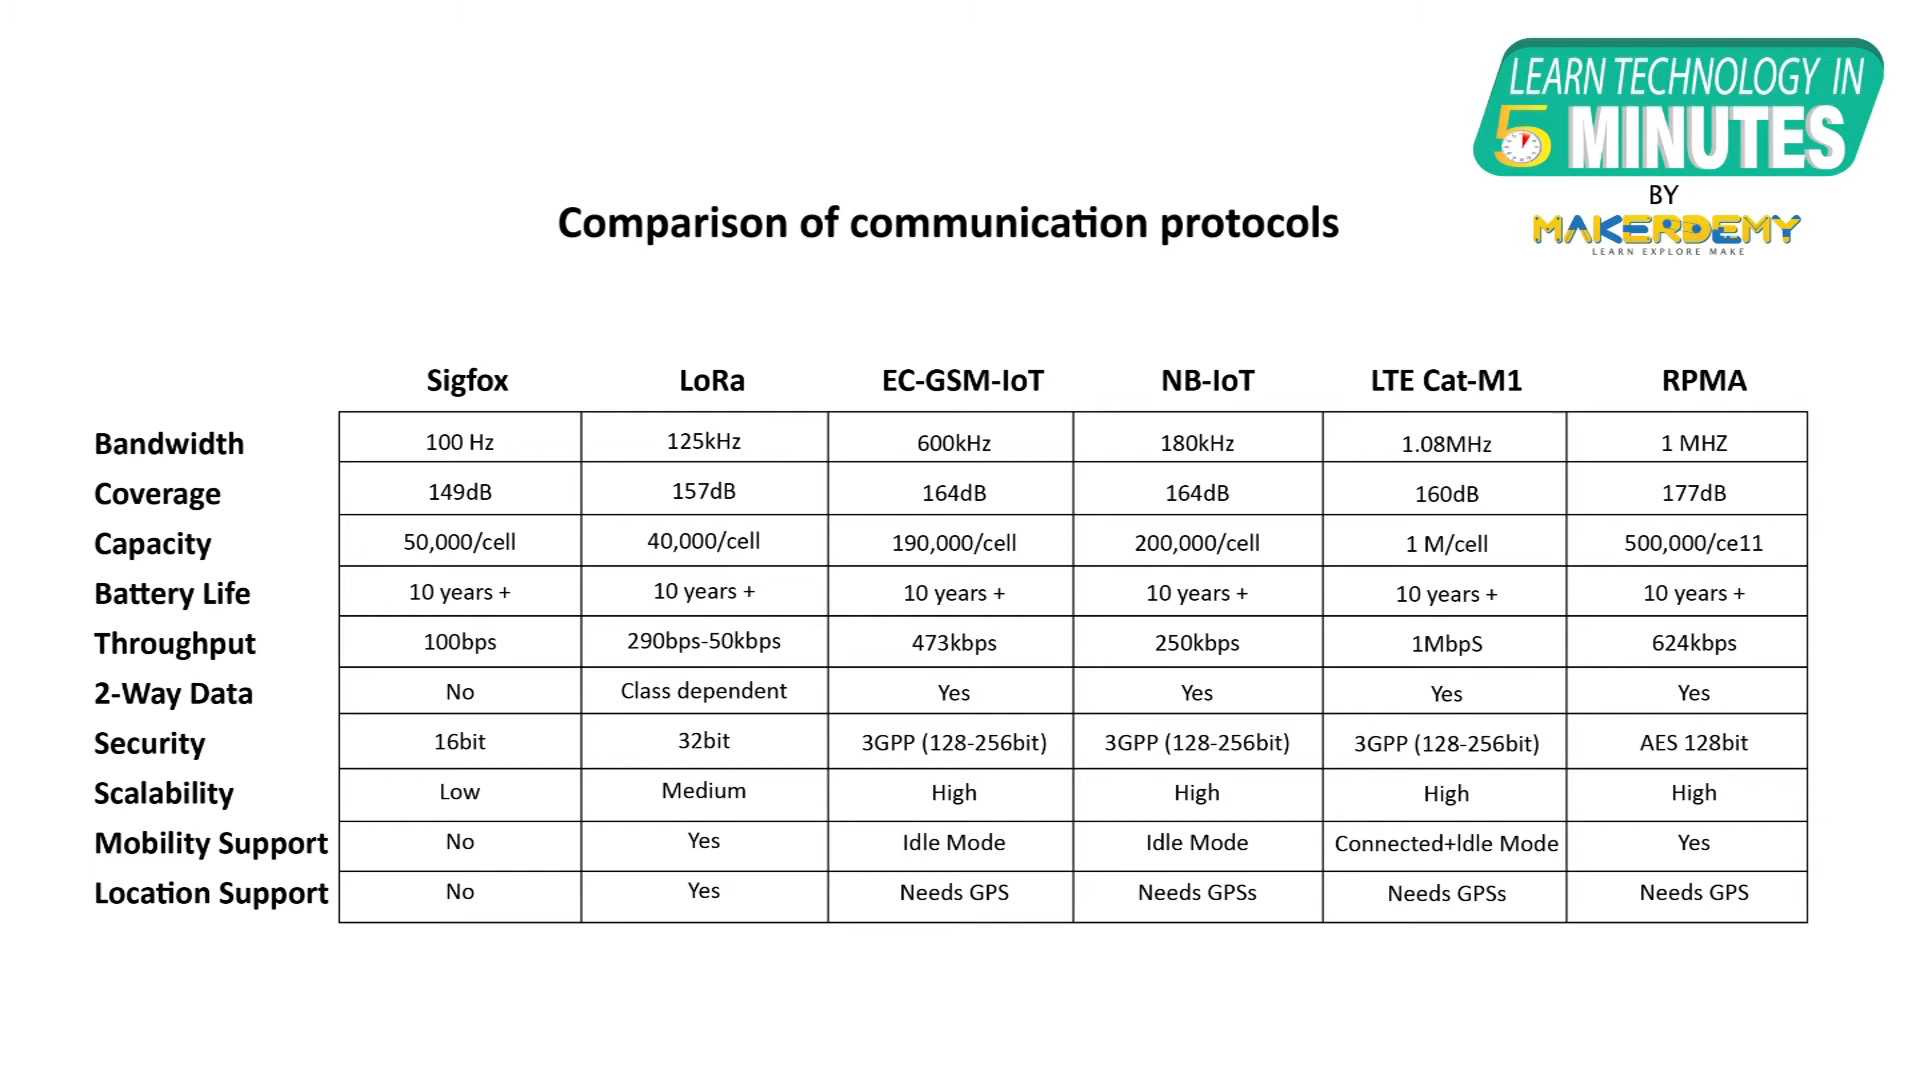 LEARN TECHNOLOGY IN
5 MINUTES
BY
MAKERDEMY
LEARN EXPLORE MAKE
Comparison of communication protocols
Sigfox LoRa EC-GSM-IoT NB-IoT LTE Cat-M1 RPMA
Bandwidth 100 Hz 125kHz 600kHz 180kHz 1.08MHz 1 MHZ
Coverage 149dB 157dB 164dB 164dB 160dB 177dB
Capacity 50,000/cell 40,000/cell 190,000/cell 200,000/cell 1 M/cell 500,000/ce11
Battery Life 10 years + 10 years + 10 years + 10 years + 10 years + 10 years +
Throughput 100bps 290bps-50kbps 473kbps 250kbps 1MbpS 624kbps
2-Way Data No Class dependent Yes Yes Yes Yes
Security 16bit 32bit 3GPP (128-256bit) 3GPP (128-256bit) 3GPP (128-256bit) AES 128bit
Scalability Low Medium High High High High
Mobility Support No Yes Idle Mode Idle Mode Connected+Idle Mode Yes
Location Support No Yes Needs GPS Needs GPSs Needs GPSs Needs GPS